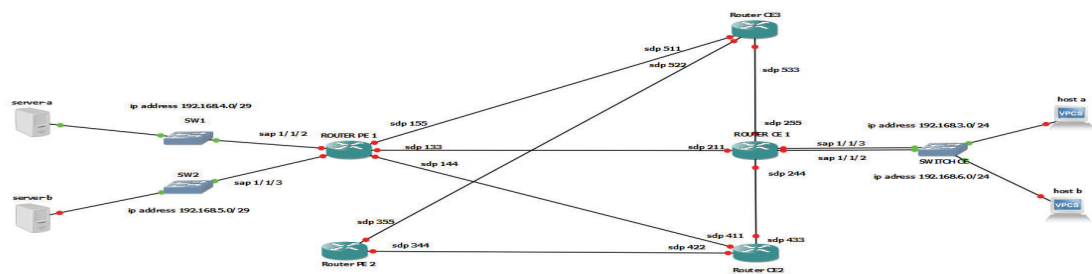 Router CE3
sdp 511
sdp 522
sdp 533
server-a
ip address 192.168.4.0/ 29
SW1
sap 1/1/2
sdp 155
ROUTER PE 1
sdp 133
sdp 144
sdp 255
ROUTER CE 1
sdp 211
sdp 244
sap 1/1/3
sap 1/1/2
host a
VPCS
ip address 192.168.3.0/24
SWITCH CE
ip address 192.168.6.0/24
host b
VPCS
SW2
sap 1/1/3
server-b
ip address 192.168.5.0/ 29
sdp 355
sdp 344
Router PE 2
sdp 411
sdp 433
sdp 422
Router CE2